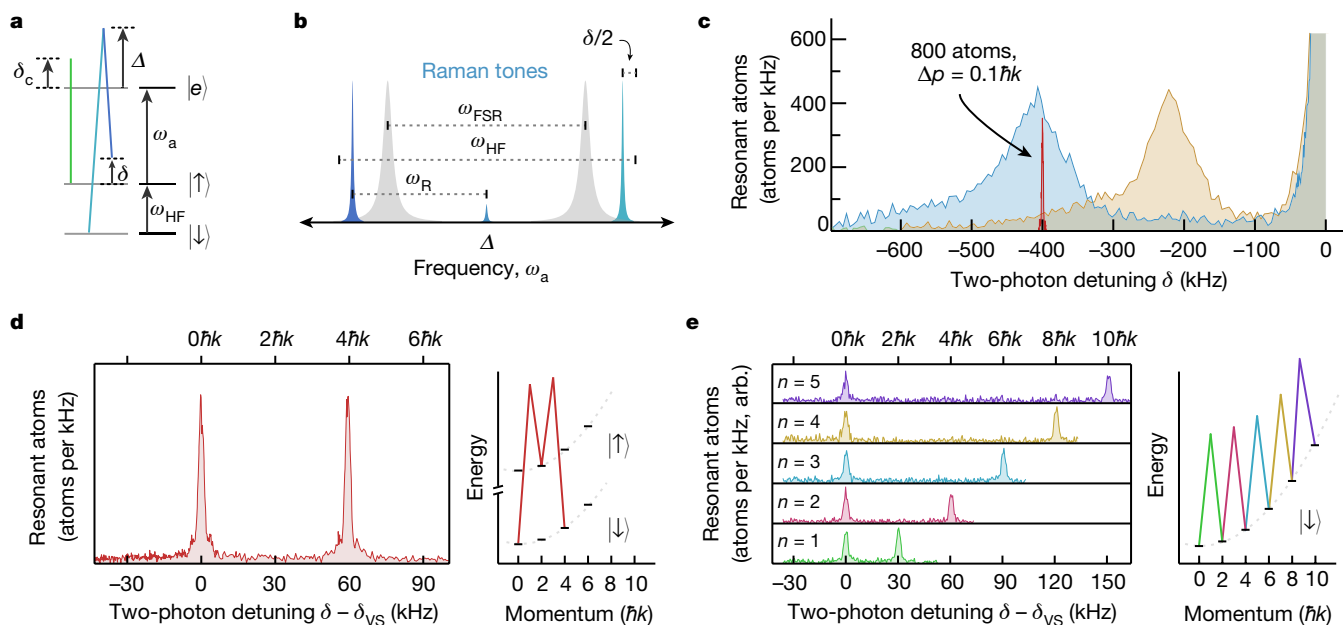 a
δc
Δ
|e⟩
ωa
δ
|↑⟩
ωHF
|↓⟩
b
δ/2
Raman tones
ωFSR
ωHF
ωR
Δ
Frequency, ωa
c
Resonant atoms
(atoms per kHz)
600
400
200
0
800 atoms,
Δp = 0.1ħk
−600
−500
−400
−300
−200
−100
0
Two-photon detuning δ (kHz)
d
0ħk
2ħk
4ħk
6ħk
Resonant atoms
(atoms per kHz)
−30
0
30
60
90
Two-photon detuning δ − δVS (kHz)
Energy
|↑⟩
|↓⟩
0
2
4
6
8
10
Momentum (ħk)
e
0ħk
2ħk
4ħk
6ħk
8ħk
10ħk
Resonant atoms
(atoms per kHz, arb.)
n = 5
n = 4
n = 3
n = 2
n = 1
−30
0
30
60
90
120
150
Two-photon detuning δ − δVS (kHz)
Energy
|↓⟩
0
2
4
6
8
10
Momentum (ħk)